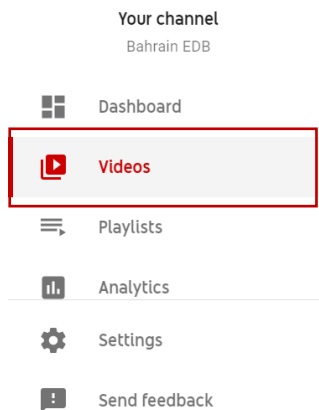 Your channel
Bahrain EDB
Dashboard
Videos
Playlists
Analytics
Settings
Send feedback